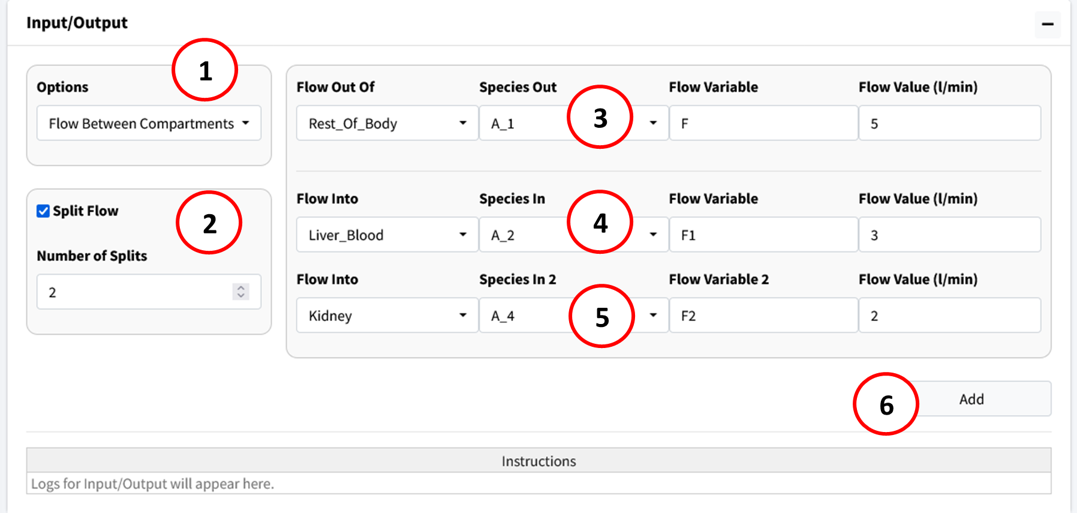 Input/Output
1
Options
Flow Between Compartments
2
Split Flow
Number of Splits
2
Flow Out Of Species Out Flow Variable Flow Value (l/min)
Rest_Of_Body A_1 3 F 5
Flow Into Species In Flow Variable Flow Value (l/min)
Liver_Blood A_2 4 F1 3
Flow Into Species In 2 Flow Variable 2 Flow Value (l/min)
Kidney A_4 5 F2 2
6 Add
Instructions
Logs for Input/Output will appear here.